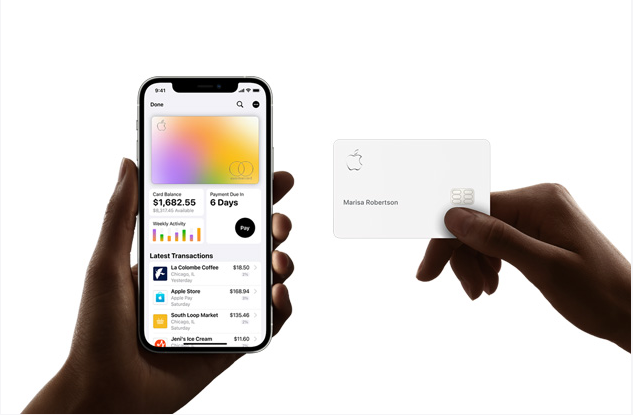 9:41
Done
Card Balance
$1,682.55
$8,317.45 Available
Payment Due In
6 Days
Pay
Weekly Activity
Latest Transactions
La Colombe Coffee $18.50
Chicago, IL 2%
Yesterday
Apple Store $168.94
Apple Pay 3%
Saturday
South Loop Market $135.46
Chicago, IL 2%
Saturday
Jeni's Ice Cream $11.60
Marisa Robertson